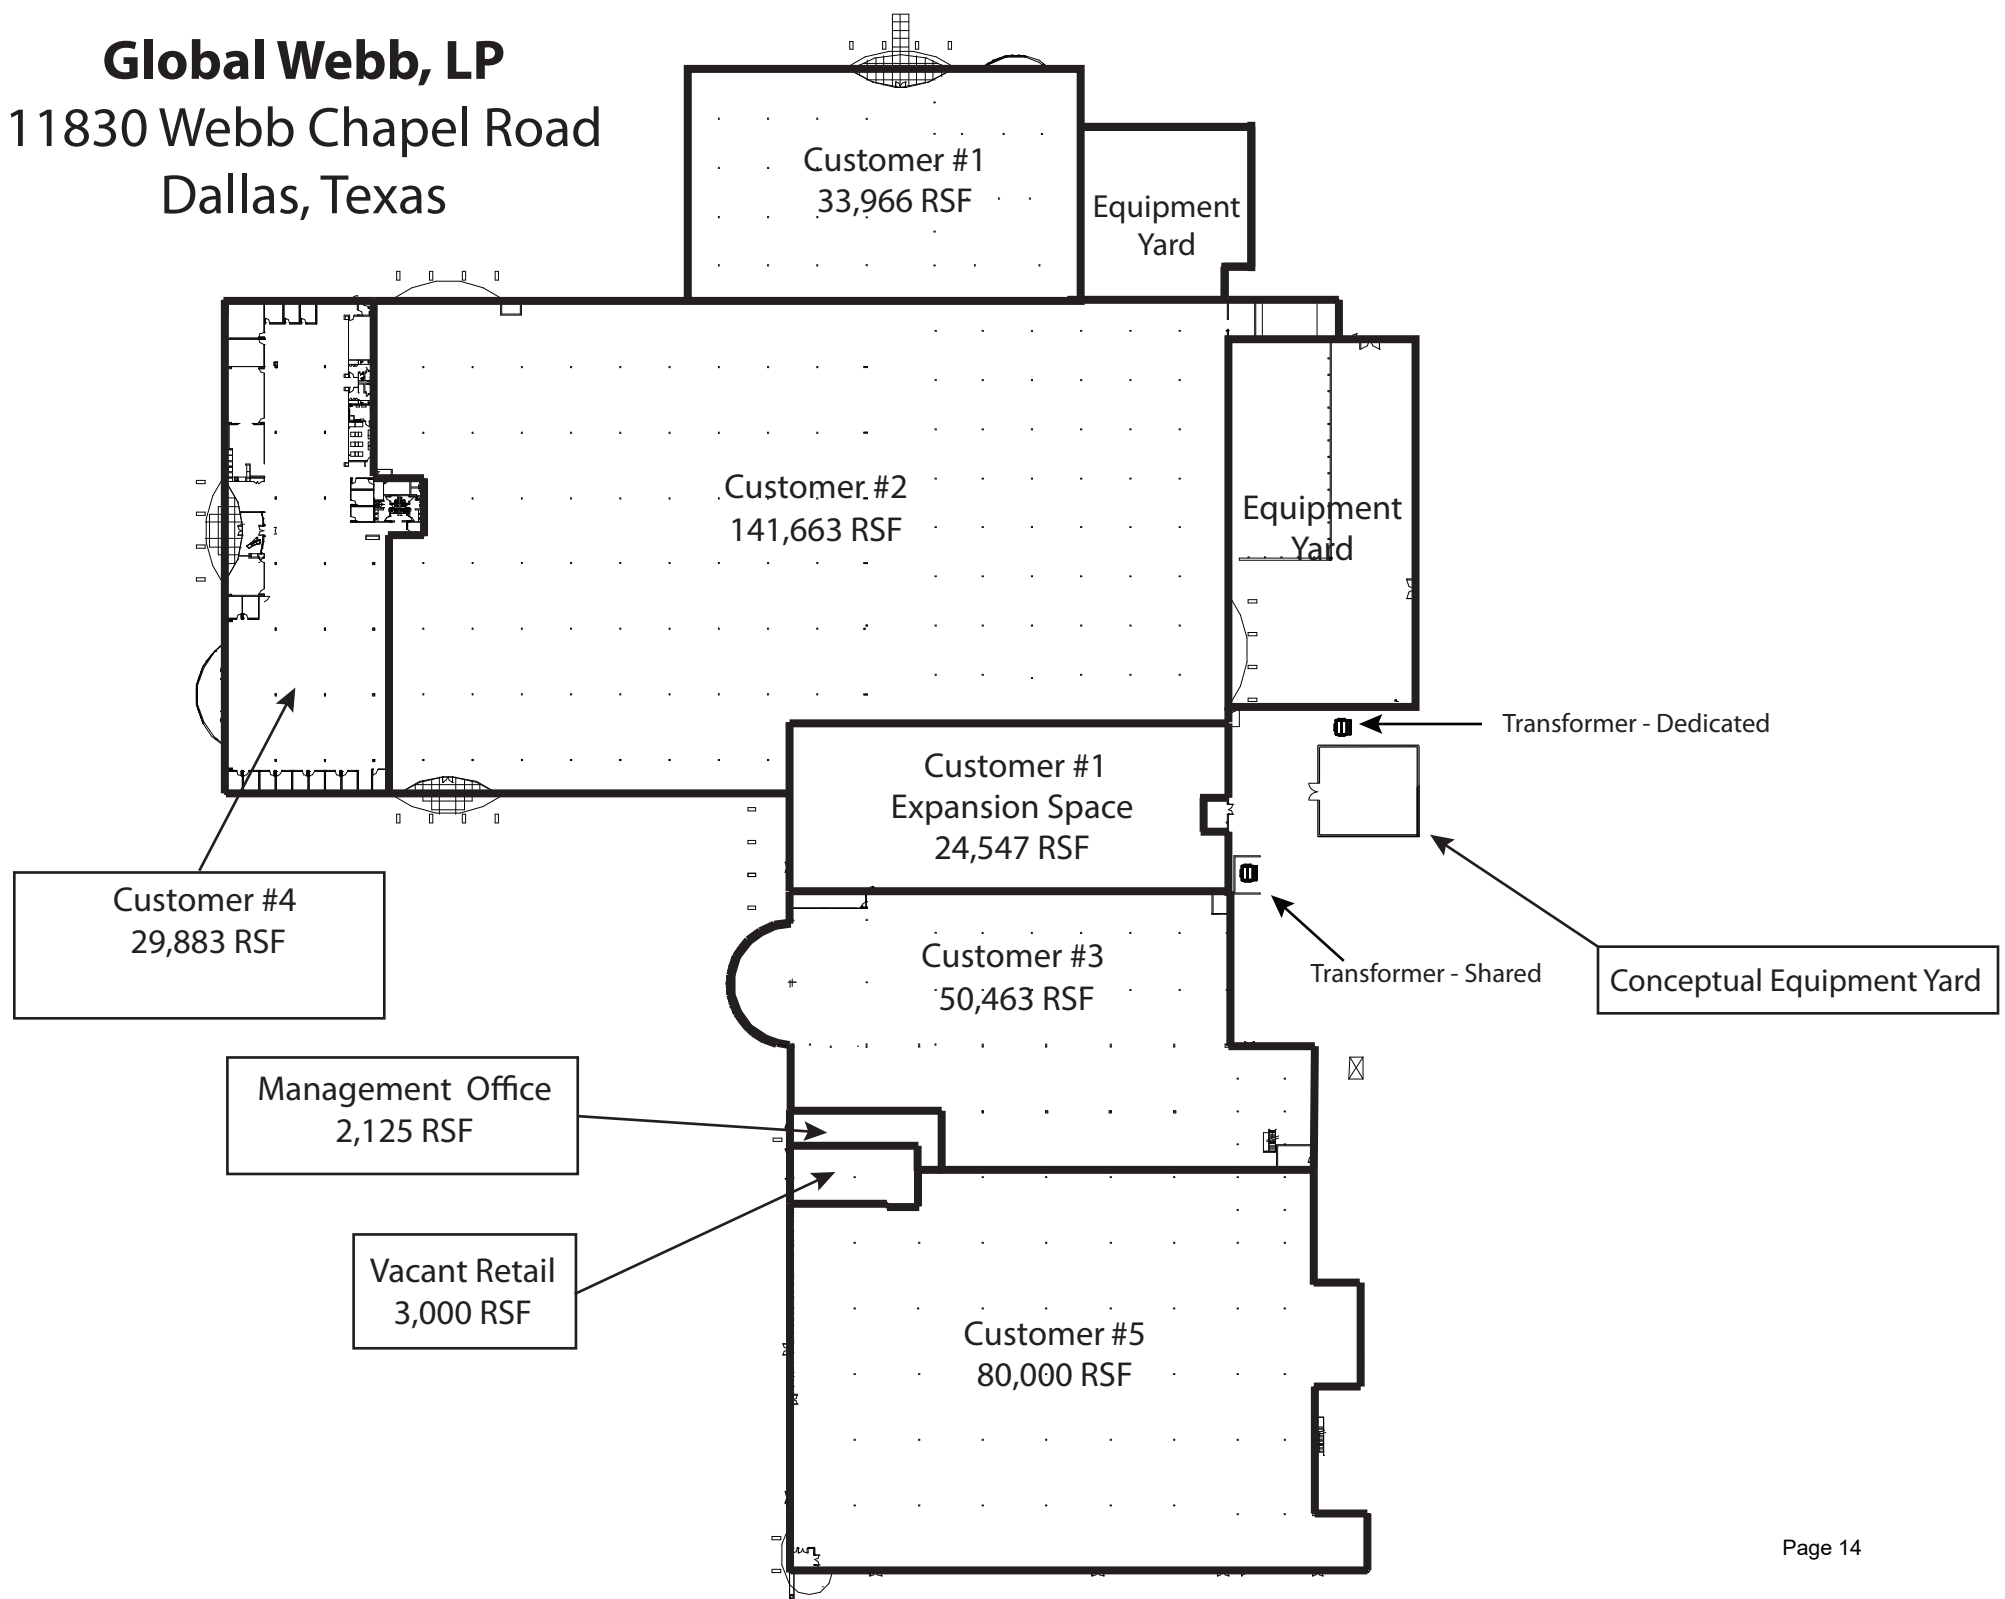 Global Webb, LP
11830 Webb Chapel Road
Dallas, Texas
Customer #1
33,966 RSF
Equipment
Yard
Customer #2
141,663 RSF
Equipment
Yard
Transformer - Dedicated
Customer #1
Expansion Space
24,547 RSF
Customer #4
29,883 RSF
Customer #3
50,463 RSF
Transformer - Shared
Conceptual Equipment Yard
Management Office
2,125 RSF
Vacant Retail
3,000 RSF
Customer #5
80,000 RSF
Page 14